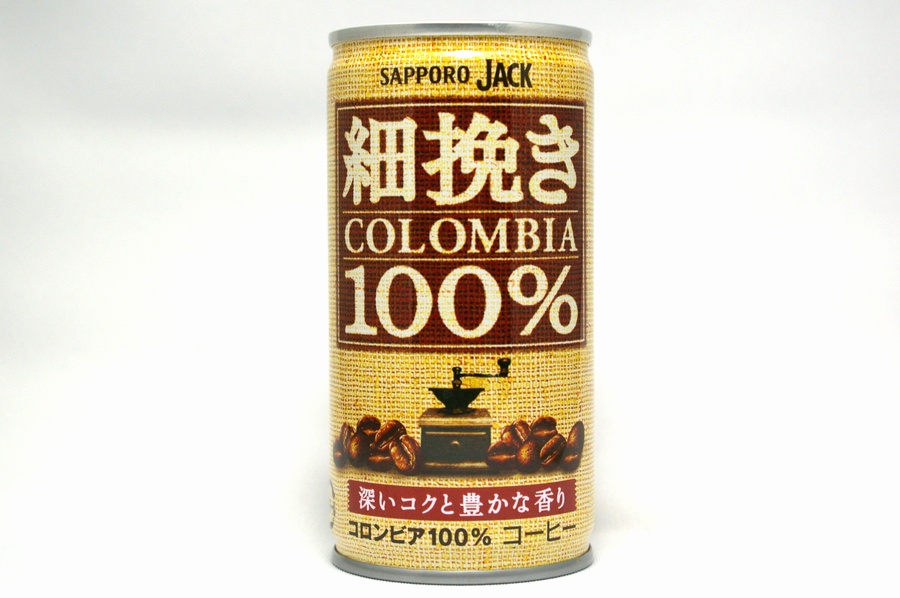 SAPPORO JACK
細挽き
COLOMBIA
100%
深いコクと豊かな香り
コロンビア100% コーヒー